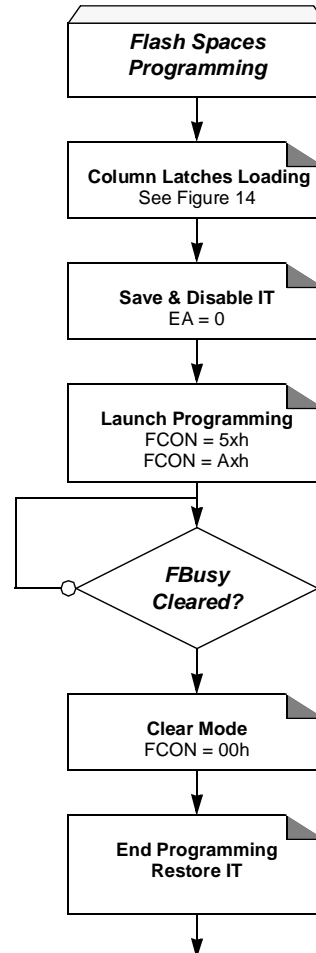 Flash Spaces
Programming
Column Latches Loading
See Figure 14
Save & Disable IT
EA = 0
Launch Programming
FCON = 5xh
FCON = Axh
FBusy
Cleared?
Clear Mode
FCON = 00h
End Programming
Restore IT